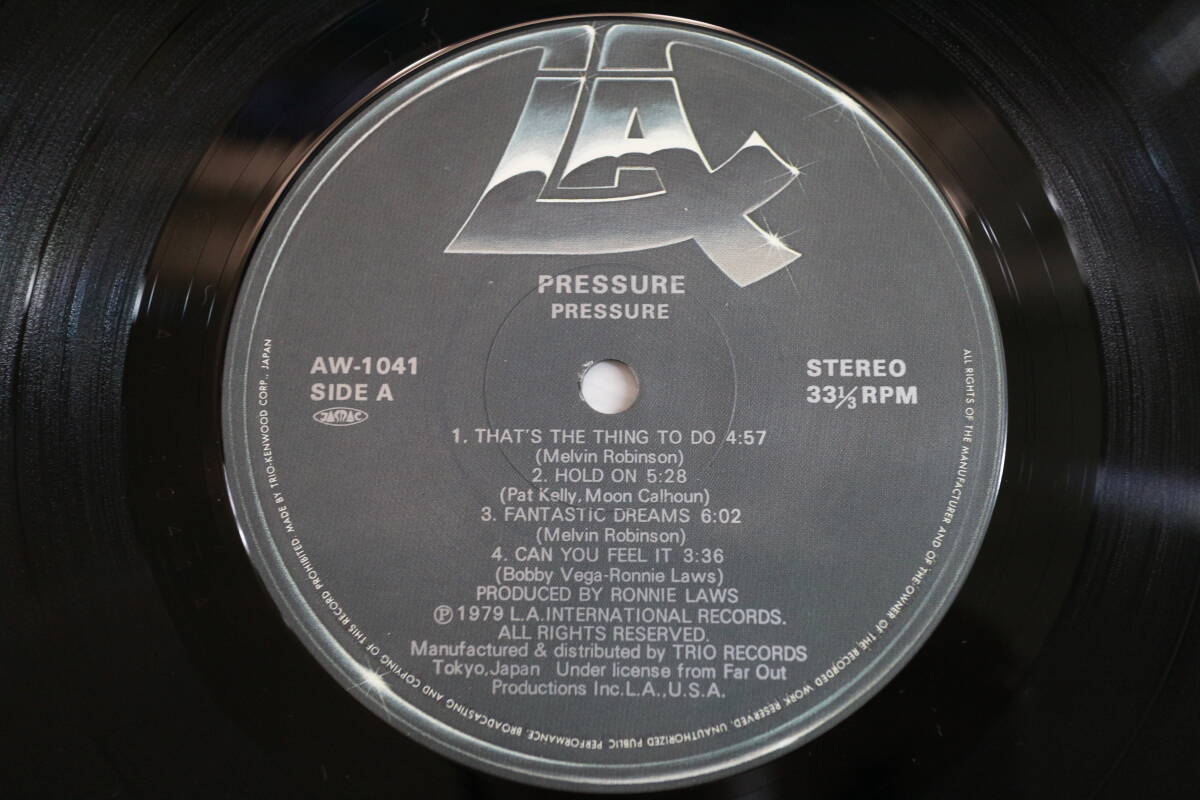 LAX
PRESSURE
PRESSURE
AW-1041
SIDE A
JASRAC
STEREO
33 1/3 RPM
1. THAT'S THE THING TO DO 4:57
(Melvin Robinson)
2. HOLD ON 5:28
(Pat Kelly, Moon Calhoun)
3. FANTASTIC DREAMS 6:02
(Melvin Robinson)
4. CAN YOU FEEL IT 3:36
(Bobby Vega-Ronnie Laws)
PRODUCED BY RONNIE LAWS
Ⓟ 1979 L.A.INTERNATIONAL RECORDS.
ALL RIGHTS RESERVED.
Manufactured & distributed by TRIO RECORDS
Tokyo,Japan Under license from Far Out
Productions Inc.L.A.,U.S.A.
ALL RIGHTS OF THE MANUFACTURER AND OF THE OWNER OF THE RECORDED WORK RESERVED. UNAUTHORIZED PUBLIC PERFORMANCE, BROADCASTING AND COPYING OF THIS RECORD PROHIBITED. MADE BY TRIO-KENWOOD CORP., JAPAN